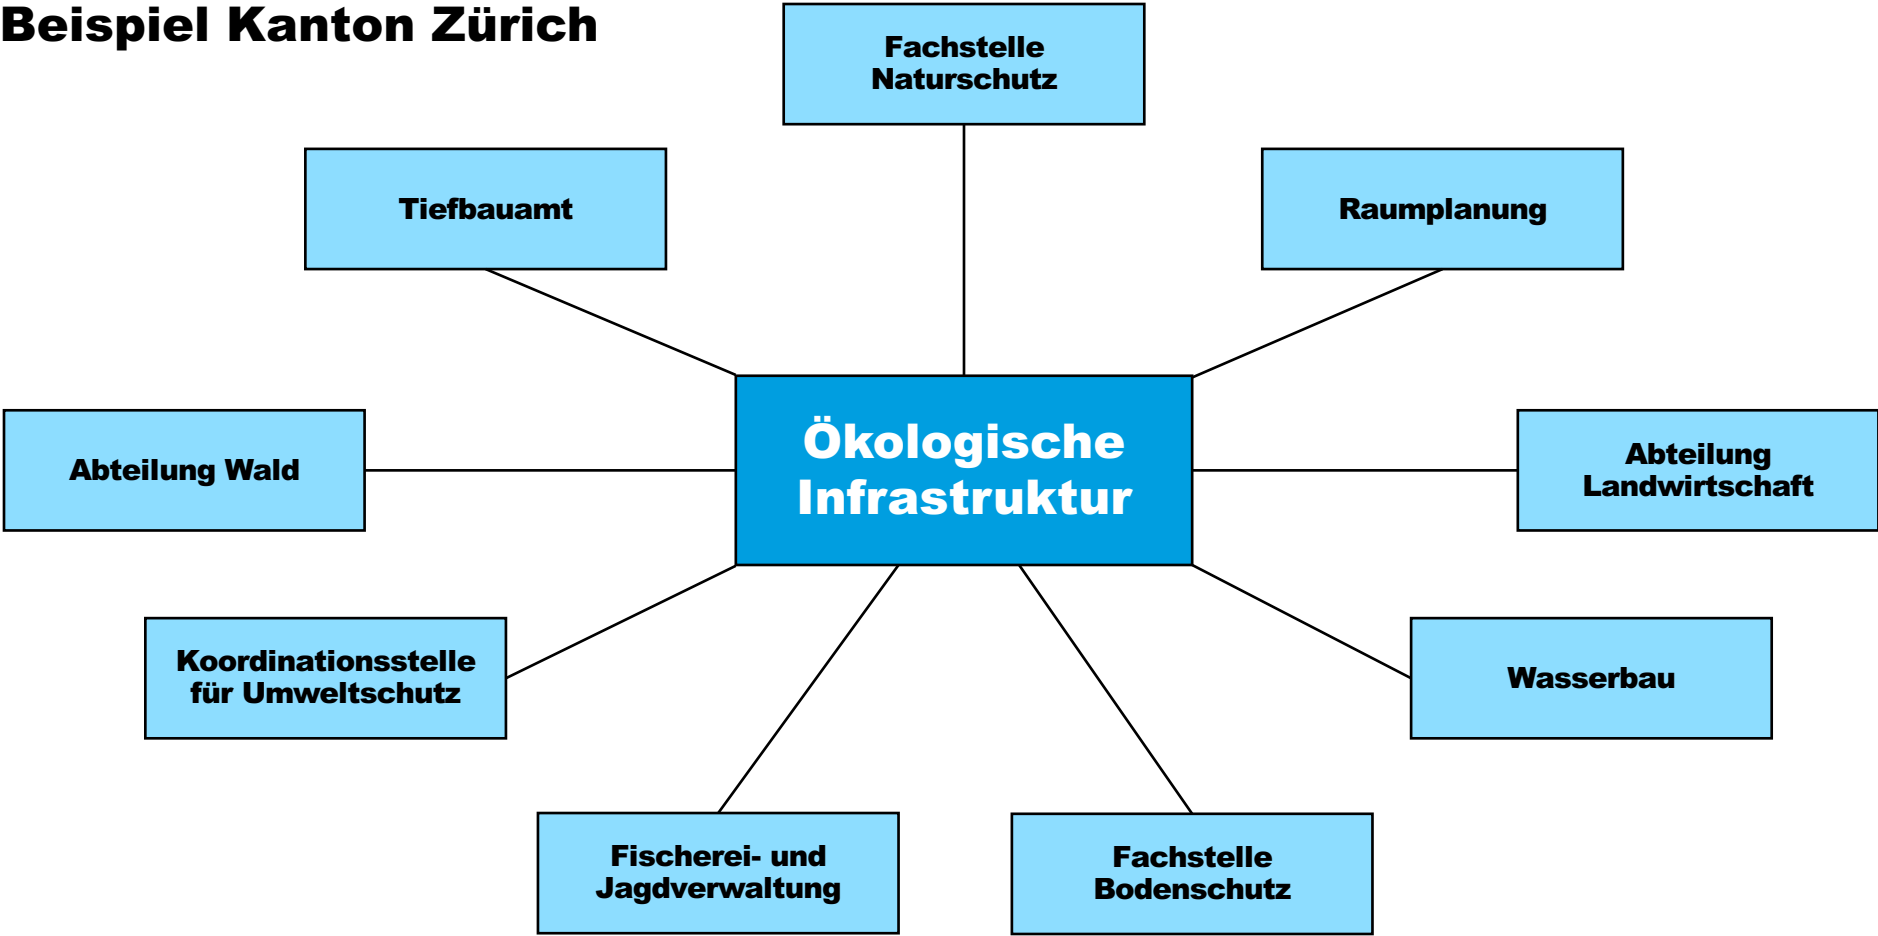 Beispiel Kanton Zürich
Fachstelle
Naturschutz
Tiefbauamt
Raumplanung
Ökologische
Infrastruktur
Abteilung Wald
Abteilung
Landwirtschaft
Koordinationsstelle
für Umweltschutz
Wasserbau
Fischerei- und
Jagdverwaltung
Fachstelle
Bodenschutz